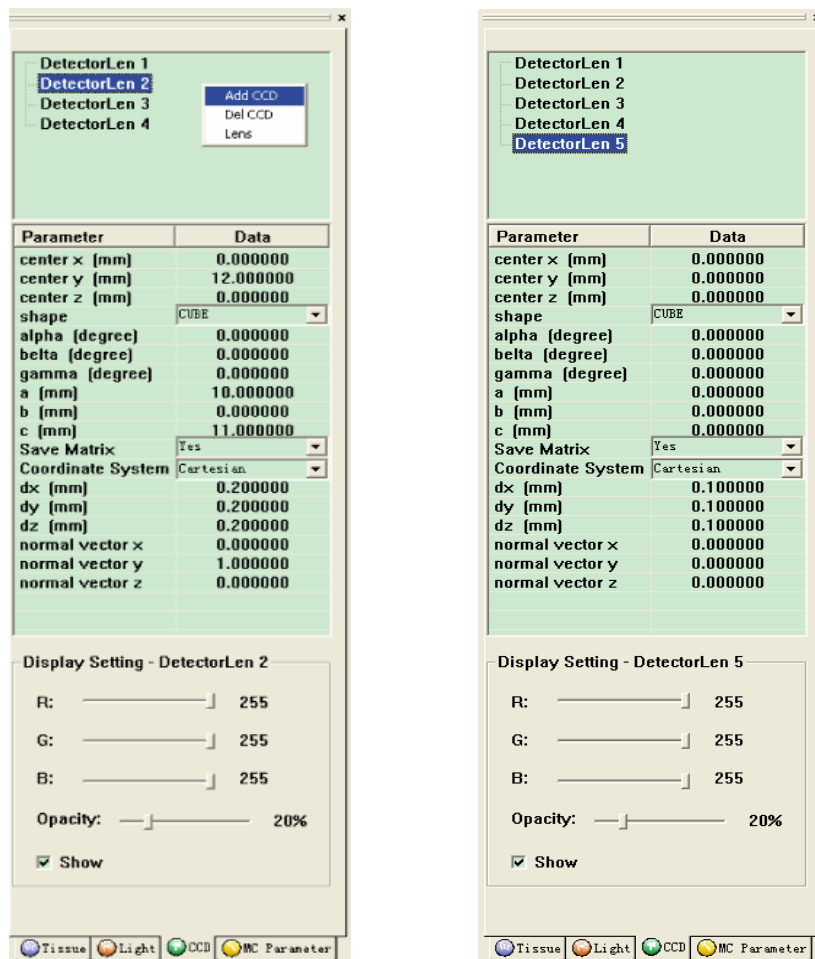 DetectorLen 1
DetectorLen 2
DetectorLen 3
DetectorLen 4
Add CCD
Del CCD
Lens
Parameter Data
center x (mm) 0.000000
center y (mm) 12.000000
center z (mm) 0.000000
shape CUBE
alpha (degree) 0.000000
belta (degree) 0.000000
gamma (degree) 0.000000
a (mm) 10.000000
b (mm) 0.000000
c (mm) 11.000000
Save Matrix Yes
Coordinate System Cartesian
dx (mm) 0.200000
dy (mm) 0.200000
dz (mm) 0.200000
normal vector x 0.000000
normal vector y 1.000000
normal vector z 0.000000
Display Setting - DetectorLen 2
R: 255
G: 255
B: 255
Opacity: 20%
Show
Tissue Light CCD MC Parameter
DetectorLen 1
DetectorLen 2
DetectorLen 3
DetectorLen 4
DetectorLen 5
Parameter Data
center x (mm) 0.000000
center y (mm) 0.000000
center z (mm) 0.000000
shape CUBE
alpha (degree) 0.000000
belta (degree) 0.000000
gamma (degree) 0.000000
a (mm) 0.000000
b (mm) 0.000000
c (mm) 0.000000
Save Matrix Yes
Coordinate System Cartesian
dx (mm) 0.100000
dy (mm) 0.100000
dz (mm) 0.100000
normal vector x 0.000000
normal vector y 0.000000
normal vector z 0.000000
Display Setting - DetectorLen 5
R: 255
G: 255
B: 255
Opacity: 20%
Show
Tissue Light CCD MC Parameter